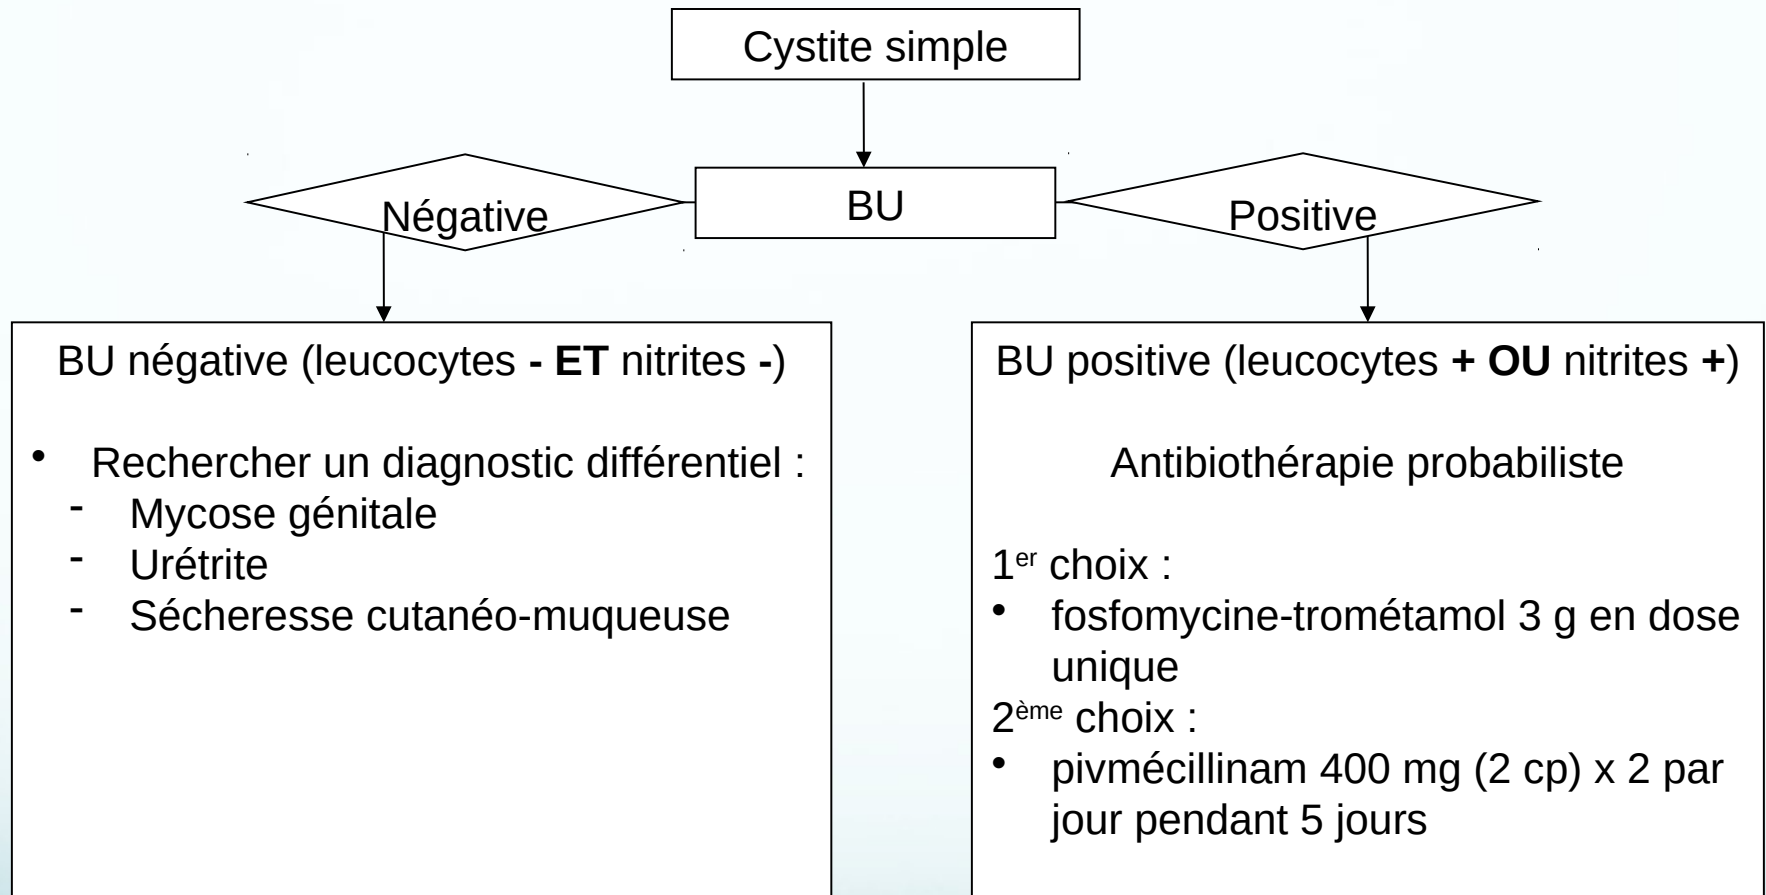 Cystite simple
Négative
BU
Positive
BU négative (leucocytes - ET nitrites -)
• Rechercher un diagnostic différentiel :
- Mycose génitale
- Urétrite
- Sécheresse cutanéo-muqueuse
BU positive (leucocytes + OU nitrites +)
Antibiothérapie probabiliste
1er choix :
• fosfomycine-trométamol 3 g en dose
unique
2ème choix :
• pivmécillinam 400 mg (2 cp) x 2 par
jour pendant 5 jours